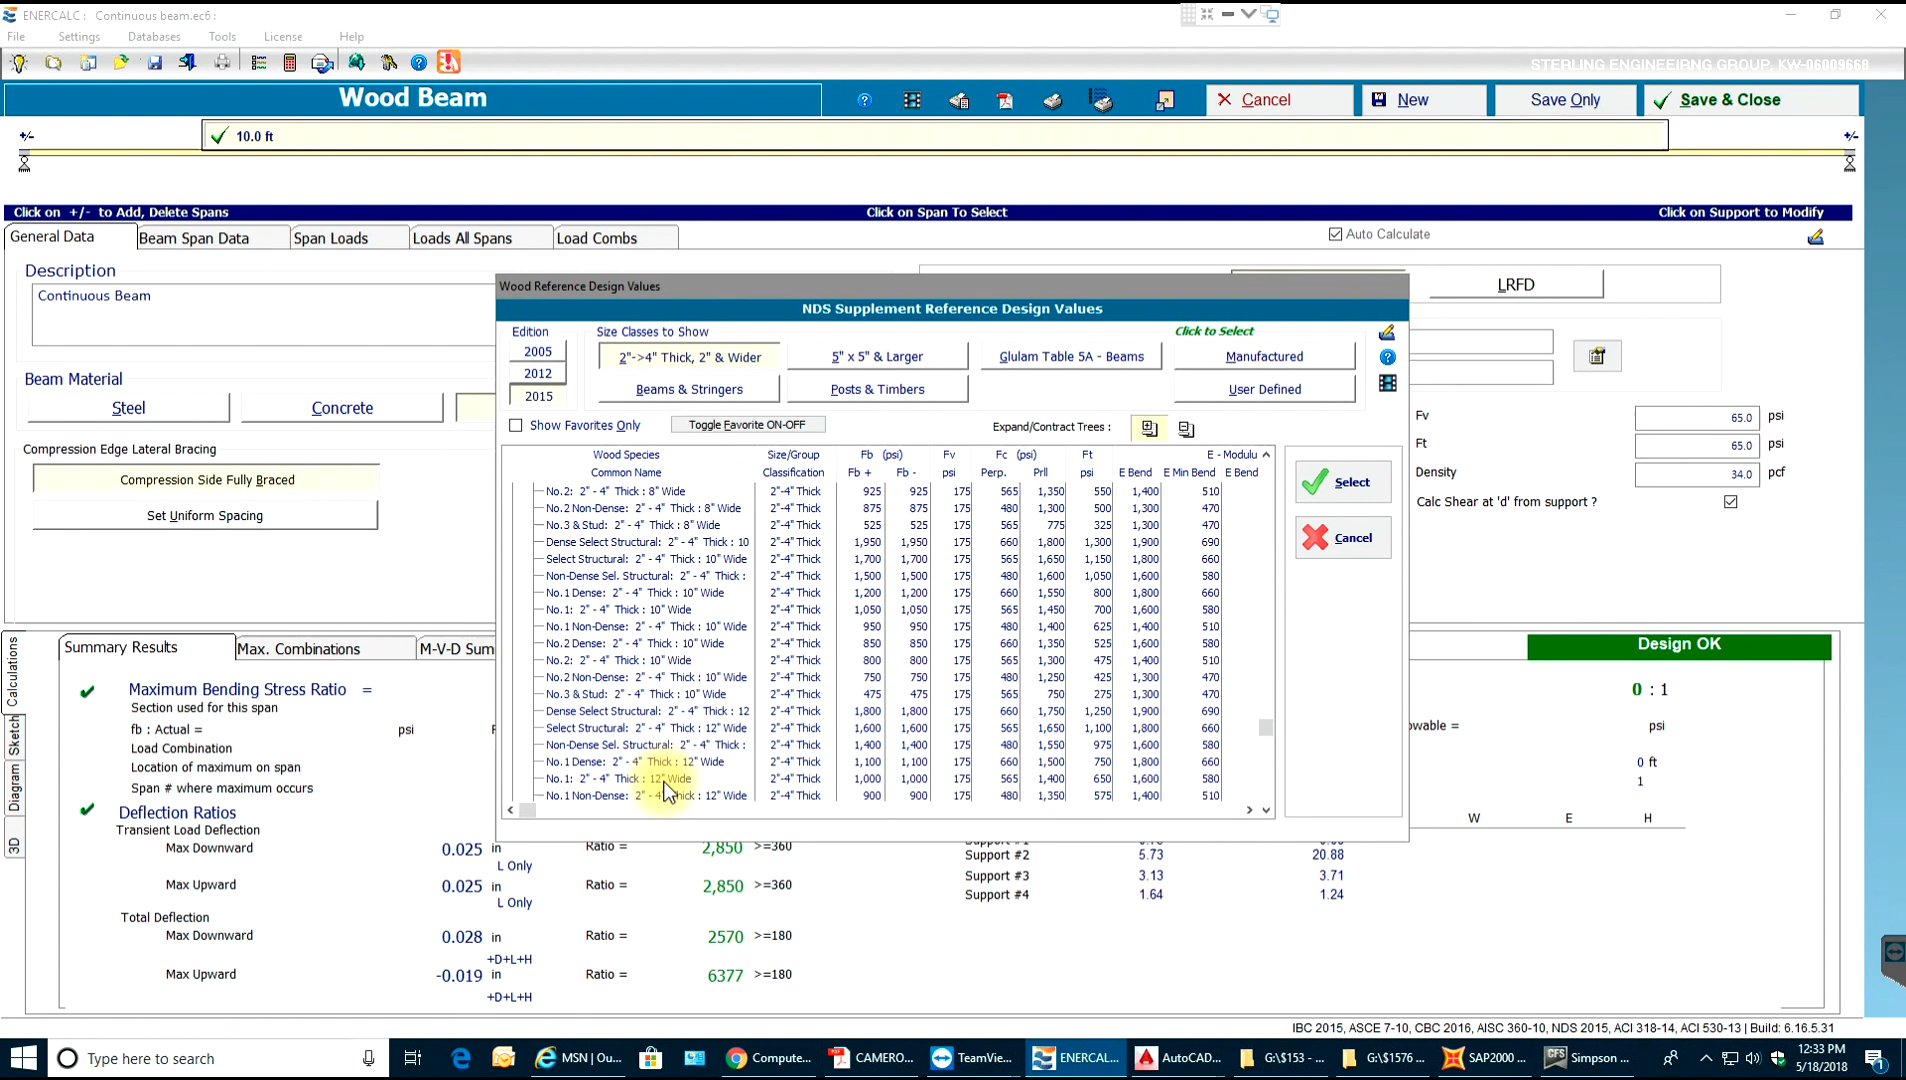 ENERCALC : Continuous beam.ec6 :
File Settings Databases Tools License Help
STERLING ENGINEEIRNG GROUP, KW-06009668
Wood Beam
Cancel New Save Only Save & Close
+/- 10.0 ft +/-
Click on +/- to Add, Delete Spans Click on Span To Select Click on Support to Modify
General Data Beam Span Data Span Loads Loads All Spans Load Combs Auto Calculate
Description
Continuous Beam
LRFD
Beam Material
Steel Concrete
Compression Edge Lateral Bracing
Compression Side Fully Braced
Set Uniform Spacing
Fv 65.0 psi
Ft 65.0 psi
Density 34.0 pcf
Calc Shear at 'd' from support ?
Wood Reference Design Values
NDS Supplement Reference Design Values
Edition Size Classes to Show Click to Select
2005
2012
2015
2"->4" Thick, 2" & Wider 5" x 5" & Larger Glulam Table 5A - Beams Manufactured
Beams & Stringers Posts & Timbers User Defined
Show Favorites Only Toggle Favorite ON-OFF Expand/Contract Trees :
Wood Species Size/Group Fb (psi) Fv Fc (psi) Ft E - Modulu
Common Name Classification Fb + Fb - psi Perp. Prll psi E Bend E Min Bend E Bend
No.2: 2" - 4" Thick : 8" Wide 2"-4" Thick 925 925 175 565 1,350 550 1,400 510
No.2 Non-Dense: 2" - 4" Thick : 8" Wide 2"-4" Thick 875 875 175 480 1,300 500 1,300 470
No.3 & Stud: 2" - 4" Thick : 8" Wide 2"-4" Thick 525 525 175 565 775 325 1,300 470
Dense Select Structural: 2" - 4" Thick : 10 2"-4" Thick 1,950 1,950 175 660 1,800 1,300 1,900 690
Select Structural: 2" - 4" Thick : 10" Wide 2"-4" Thick 1,700 1,700 175 565 1,650 1,150 1,800 660
Non-Dense Sel. Structural: 2" - 4" Thick : 2"-4" Thick 1,500 1,500 175 480 1,600 1,050 1,600 580
No.1 Dense: 2" - 4" Thick : 10" Wide 2"-4" Thick 1,200 1,200 175 660 1,550 800 1,800 660
No.1: 2" - 4" Thick : 10" Wide 2"-4" Thick 1,050 1,050 175 565 1,450 700 1,600 580
No.1 Non-Dense: 2" - 4" Thick : 10" Wide 2"-4" Thick 950 950 175 480 1,400 625 1,400 510
No.2 Dense: 2" - 4" Thick : 10" Wide 2"-4" Thick 850 850 175 660 1,350 525 1,600 580
No.2: 2" - 4" Thick : 10" Wide 2"-4" Thick 800 800 175 565 1,300 475 1,400 510
No.2 Non-Dense: 2" - 4" Thick : 10" Wide 2"-4" Thick 750 750 175 480 1,250 425 1,300 470
No.3 & Stud: 2" - 4" Thick : 10" Wide 2"-4" Thick 475 475 175 565 750 275 1,300 470
Dense Select Structural: 2" - 4" Thick : 12 2"-4" Thick 1,800 1,800 175 660 1,750 1,250 1,900 690
Select Structural: 2" - 4" Thick : 12" Wide 2"-4" Thick 1,600 1,600 175 565 1,650 1,100 1,800 660
Non-Dense Sel. Structural: 2" - 4" Thick : 2"-4" Thick 1,400 1,400 175 480 1,550 975 1,600 580
No.1 Dense: 2" - 4" Thick : 12" Wide 2"-4" Thick 1,100 1,100 175 660 1,500 750 1,800 660
No.1: 2" - 4" Thick : 12" Wide 2"-4" Thick 1,000 1,000 175 565 1,400 650 1,600 580
No.1 Non-Dense: 2" - 4" Thick : 12" Wide 2"-4" Thick 900 900 175 480 1,350 575 1,400 510
Select
Cancel
Calculations
Sketch
Diagram
3D
Summary Results Max. Combinations M-V-D Sum
Design OK
Maximum Bending Stress Ratio = 0 : 1
Section used for this span
fb : Actual = psi owable = psi
Load Combination
Location of maximum on span 0 ft
Span # where maximum occurs 1
Deflection Ratios W E H
Transient Load Deflection
Max Downward 0.025 in Ratio = 2,850 >=360
L Only
Max Upward 0.025 in Ratio = 2,850 >=360
L Only
Total Deflection
Max Downward 0.028 in Ratio = 2570 >=180
+D+L+H
Max Upward -0.019 in Ratio = 6377 >=180
+D+L+H
Support #2 5.73 20.88
Support #3 3.13 3.71
Support #4 1.64 1.24
IBC 2015, ASCE 7-10, CBC 2016, AISC 360-10, NDS 2015, ACI 318-14, ACI 530-13 | Build: 6.16.5.31
Type here to search MSN | Ou... Compute... CAMERO... TeamVie... ENERCAL... AutoCAD... G:\$153 - ... G:\$1576 ... SAP2000 ... CFS Simpson ... 12:33 PM
5/18/2018 1